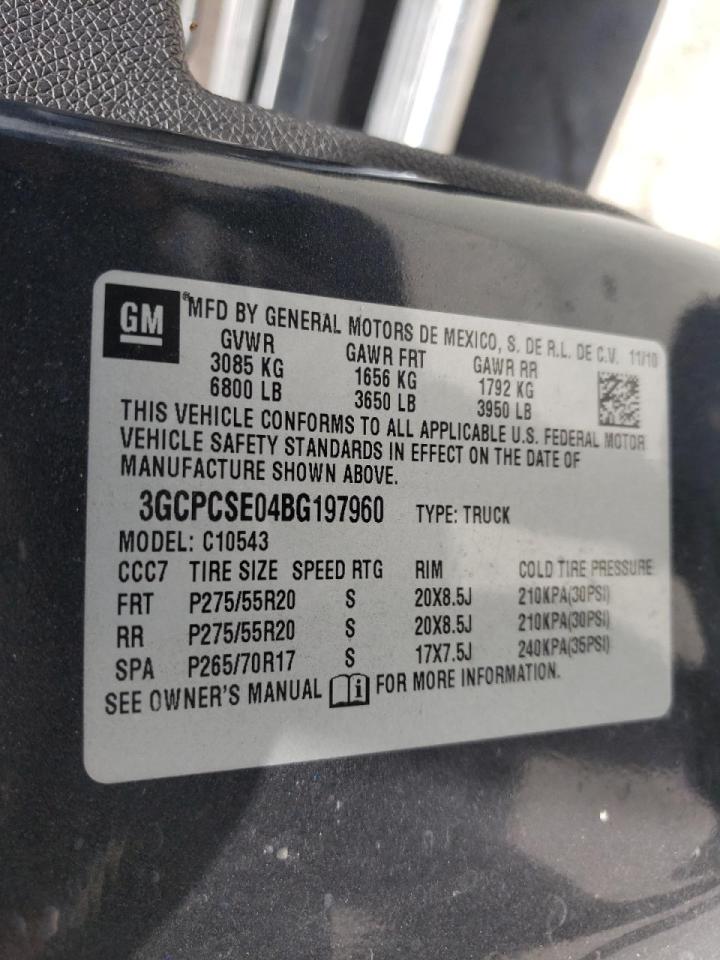 GM ® MFD BY GENERAL MOTORS DE MEXICO, S. DE R.L. DE C.V. 11/10
GVWR GAWR FRT GAWR RR
3085 KG 1656 KG 1792 KG
6800 LB 3650 LB 3950 LB
THIS VEHICLE CONFORMS TO ALL APPLICABLE U.S. FEDERAL MOTOR
VEHICLE SAFETY STANDARDS IN EFFECT ON THE DATE OF
MANUFACTURE SHOWN ABOVE.
3GCPCSE04BG197960 TYPE: TRUCK
MODEL: C10543
CCC7 TIRE SIZE SPEED RTG RIM COLD TIRE PRESSURE
FRT P275/55R20 S 20X8.5J 210KPA(30PSI)
RR P275/55R20 S 20X8.5J 210KPA(30PSI)
SPA P265/70R17 S 17X7.5J 240KPA(35PSI)
SEE OWNER'S MANUAL i FOR MORE INFORMATION.